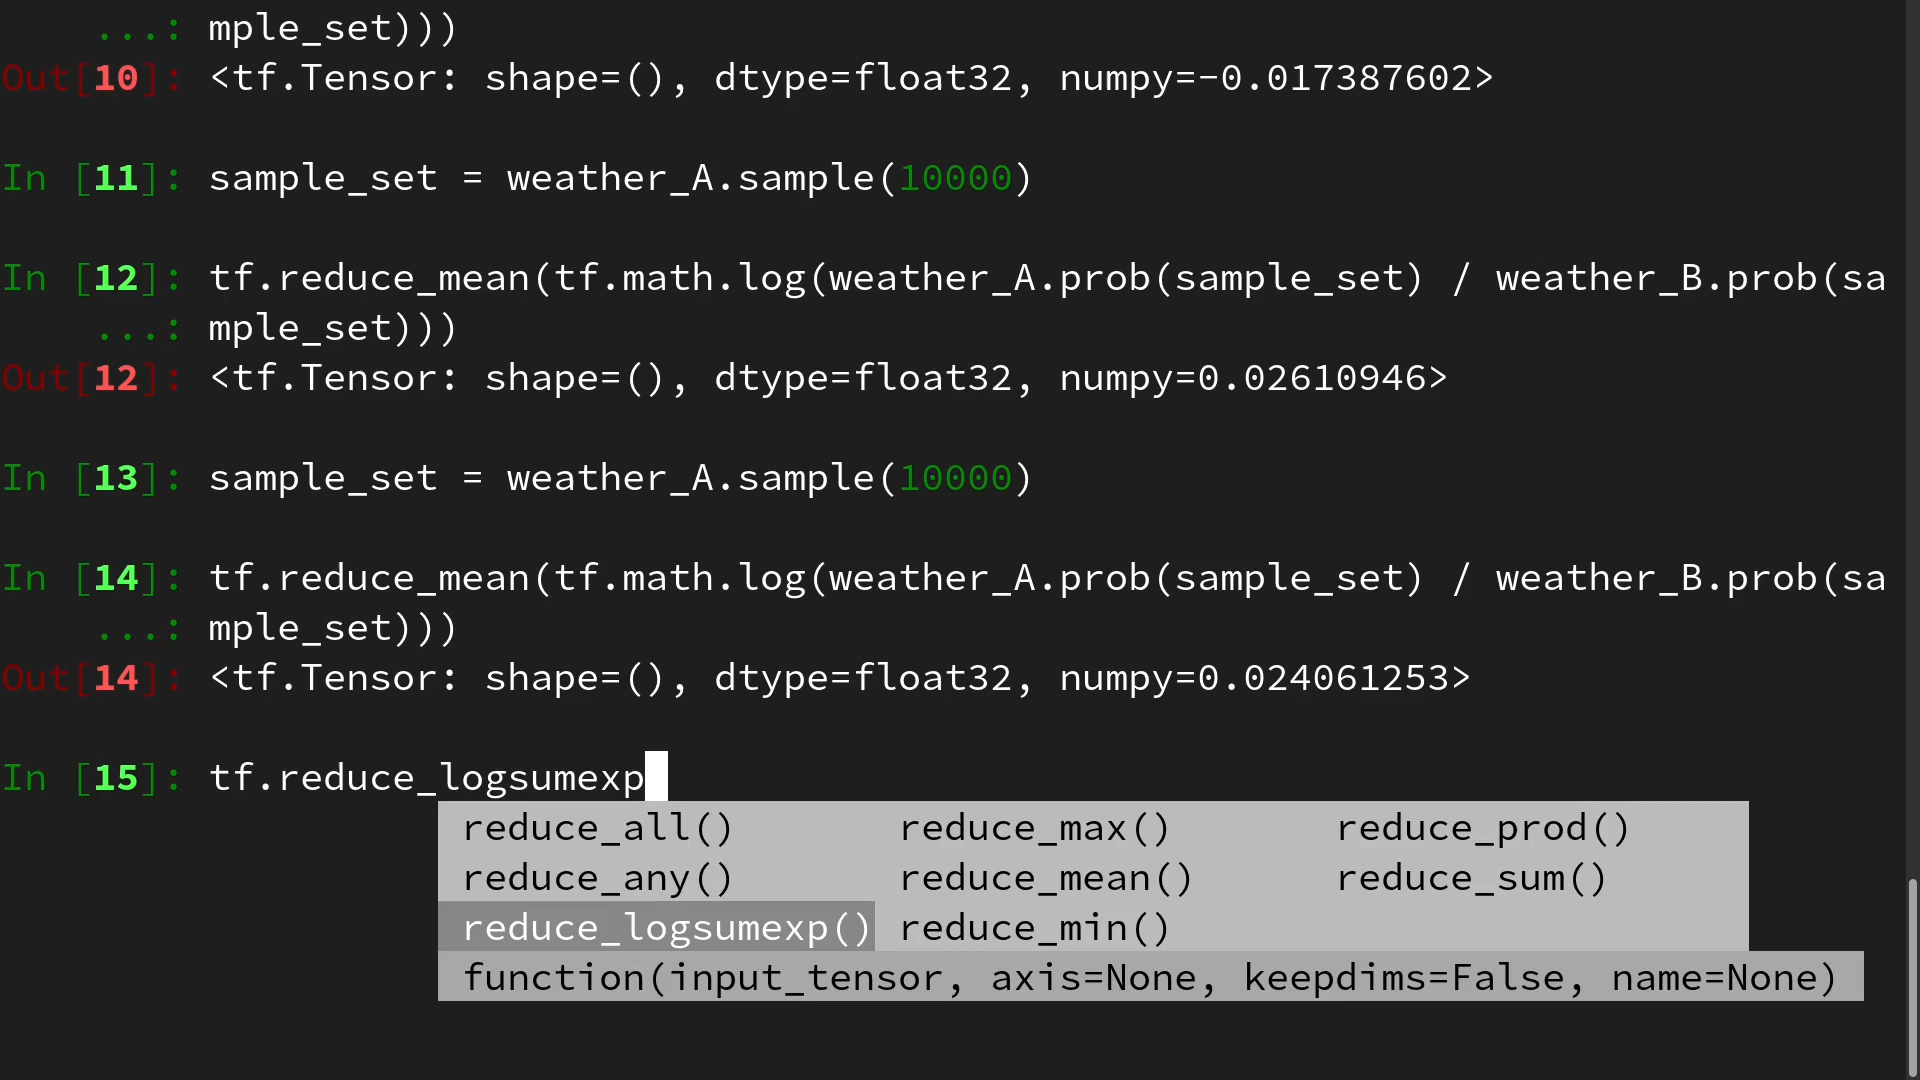 ...: mple_set)))
Out[10]: <tf.Tensor: shape=(), dtype=float32, numpy=-0.017387602>
In [11]: sample_set = weather_A.sample(10000)
In [12]: tf.reduce_mean(tf.math.log(weather_A.prob(sample_set) / weather_B.prob(sa
...: mple_set)))
Out[12]: <tf.Tensor: shape=(), dtype=float32, numpy=0.02610946>
In [13]: sample_set = weather_A.sample(10000)
In [14]: tf.reduce_mean(tf.math.log(weather_A.prob(sample_set) / weather_B.prob(sa
...: mple_set)))
Out[14]: <tf.Tensor: shape=(), dtype=float32, numpy=0.024061253>
In [15]: tf.reduce_logsumexp
reduce_all() reduce_max() reduce_prod()
reduce_any() reduce_mean() reduce_sum()
reduce_logsumexp() reduce_min()
function(input_tensor, axis=None, keepdims=False, name=None)